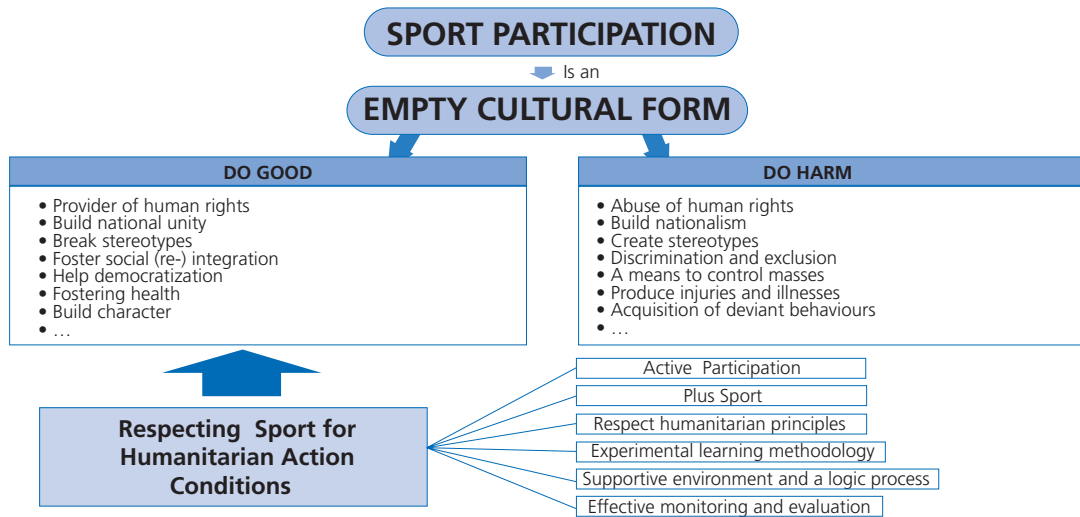 SPORT PARTICIPATION
Is an
EMPTY CULTURAL FORM
DO GOOD
• Provider of human rights
• Build national unity
• Break stereotypes
• Foster social (re-) integration
• Help democratization
• Fostering health
• Build character
• …
DO HARM
• Abuse of human rights
• Build nationalism
• Create stereotypes
• Discrimination and exclusion
• A means to control masses
• Produce injuries and illnesses
• Acquisition of deviant behaviours
• …
Respecting Sport for
Humanitarian Action
Conditions
Active Participation
Plus Sport
Respect humanitarian principles
Experimental learning methodology
Supportive environment and a logic process
Effective monitoring and evaluation